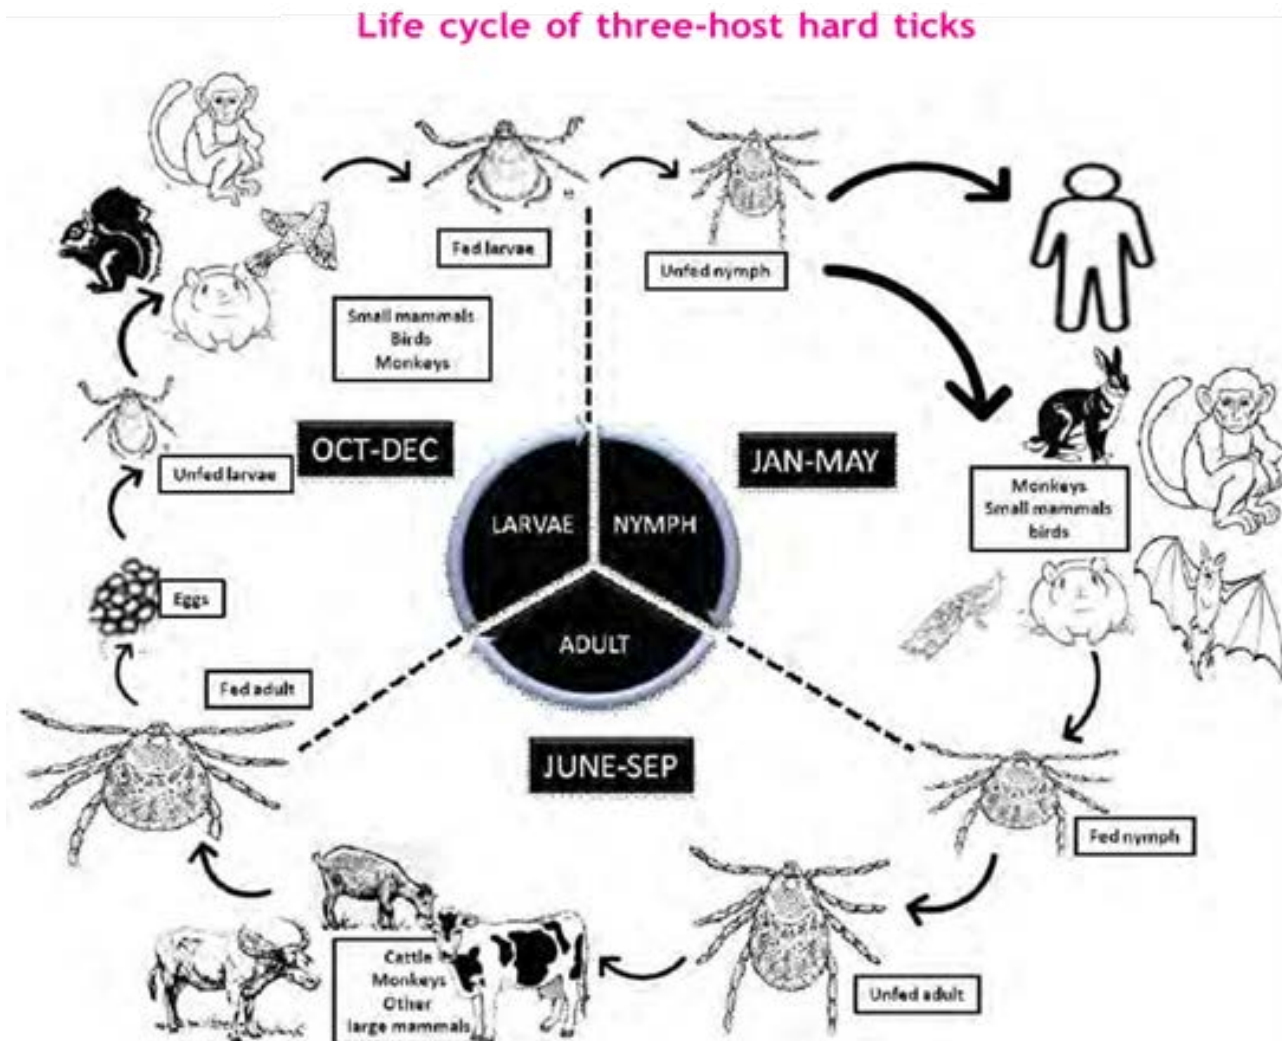 Life cycle of three-host hard ticks
Fed larvae
Unfed nymph
Small mammals
Birds
Monkeys
OCT-DEC
JAN-MAY
Unfed larvae
Monkeys
Small mammals
birds
LARVAE
NYMPH
ADULT
Eggs
Fed adult
JUNE-SEP
Fed nymph
Cattle
Monkeys
Other
large mammals
Unfed adult